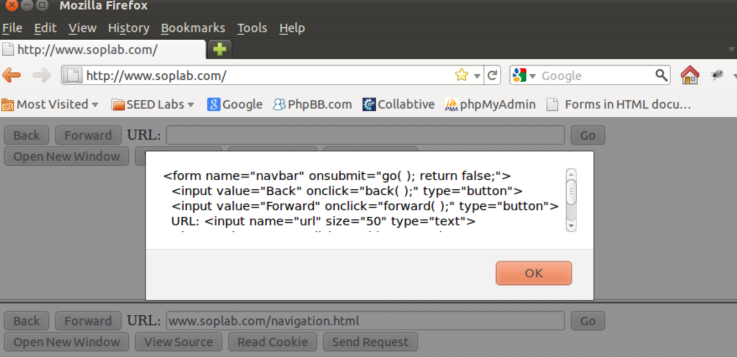 Mozilla Firefox
File Edit View History Bookmarks Tools Help
http://www.soplab.com/
http://www.soplab.com/ Google
Most Visited SEED Labs Google PhpBB.com Collabtive phpMyAdmin Forms in HTML docu...
Back Forward URL: Go
Open New Window
<form name="navbar" onsubmit="go( ); return false;">
<input value="Back" onclick="back( );" type="button">
<input value="Forward" onclick="forward( );" type="button">
URL: <input name="url" size="50" type="text">
OK
Back Forward URL: www.soplab.com/navigation.html Go
Open New Window View Source Read Cookie Send Request